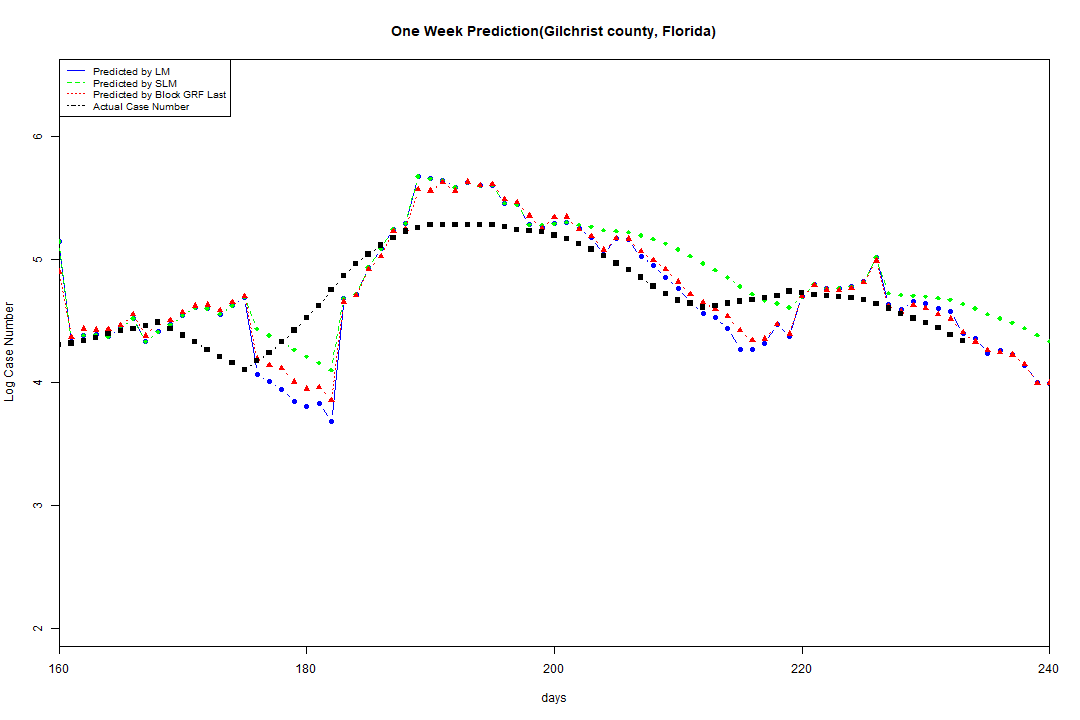 One Week Prediction(Gilchrist county, Florida)
Predicted by LM
Predicted by SLM
Predicted by Block GRF Last
Actual Case Number
6
5
4
3
2
Log Case Number
160 180 200 220 240
days